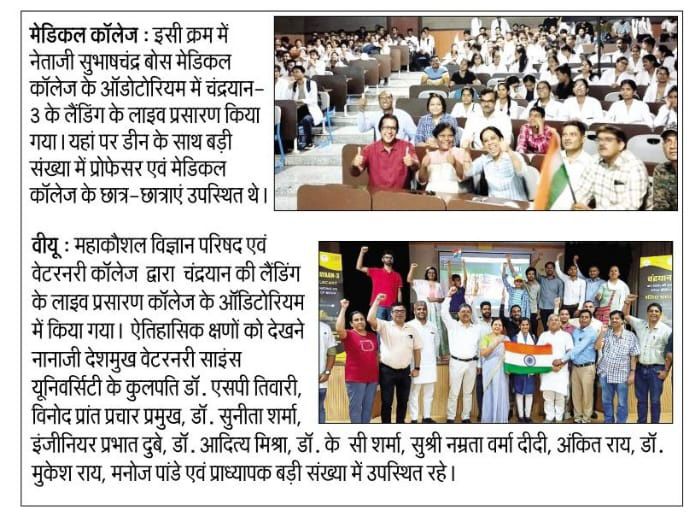 मेडिकल कॉलेज : इसी क्रम में
नेताजी सुभाषचंद्र बोस मेडिकल
कॉलेज के ऑडोटोरियम में चंद्रयान-
3 के लैंडिंग के लाइव प्रसारण किया
गया। यहां पर डीन के साथ बड़ी
संख्या में प्रोफेसर एवं मेडिकल
कॉलेज के छात्र-छात्राएं उपस्थित थे।
वीयू : महाकौशल विज्ञान परिषद एवं
वेटरनरी कॉलेज द्वारा चंद्रयान की लैंडिंग
के लाइव प्रसारण कॉलेज के ऑडिटोरियम
में किया गया। ऐतिहासिक क्षणों को देखने
नानाजी देशमुख वेटरनरी साइंस
यूनिवर्सिटी के कुलपति डॉ. एसपी तिवारी,
विनोद प्रांत प्रचार प्रमुख, डॉ. सुनीता शर्मा,
इंजीनियर प्रभात दुबे, डॉ. आदित्य मिश्रा, डॉ. के सी शर्मा, सुश्री नम्रता वर्मा दीदी, अंकित राय, डॉ.
मुकेश राय, मनोज पांडे एवं प्राध्यापक बड़ी संख्या में उपस्थित रहे।
चंद्रयान